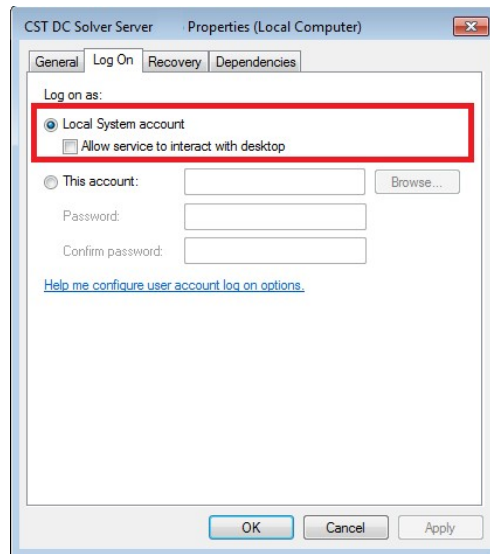 CST DC Solver Server Properties (Local Computer)
General Log On Recovery Dependencies
Log on as:
Local System account
Allow service to interact with desktop
This account:
Browse...
Password:
Confirm password:
Help me configure user account log on options.
OK Cancel Apply